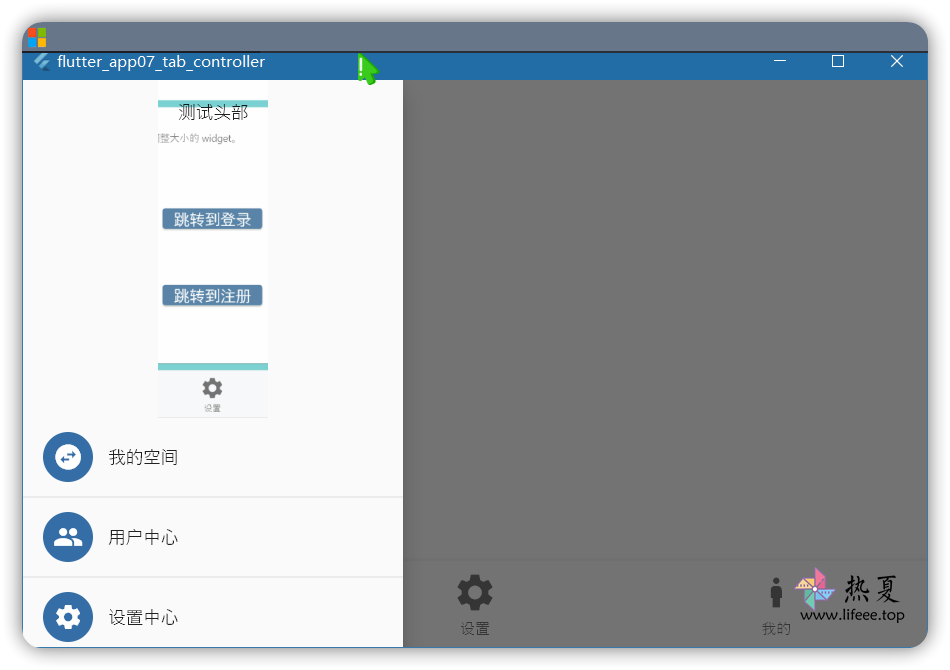 flutter_app07_tab_controller
测试头部
整大小的 widget。
跳转到登录
跳转到注册
设置
我的空间
用户中心
设置中心
设置
我的
热夏
www.lifeee.top